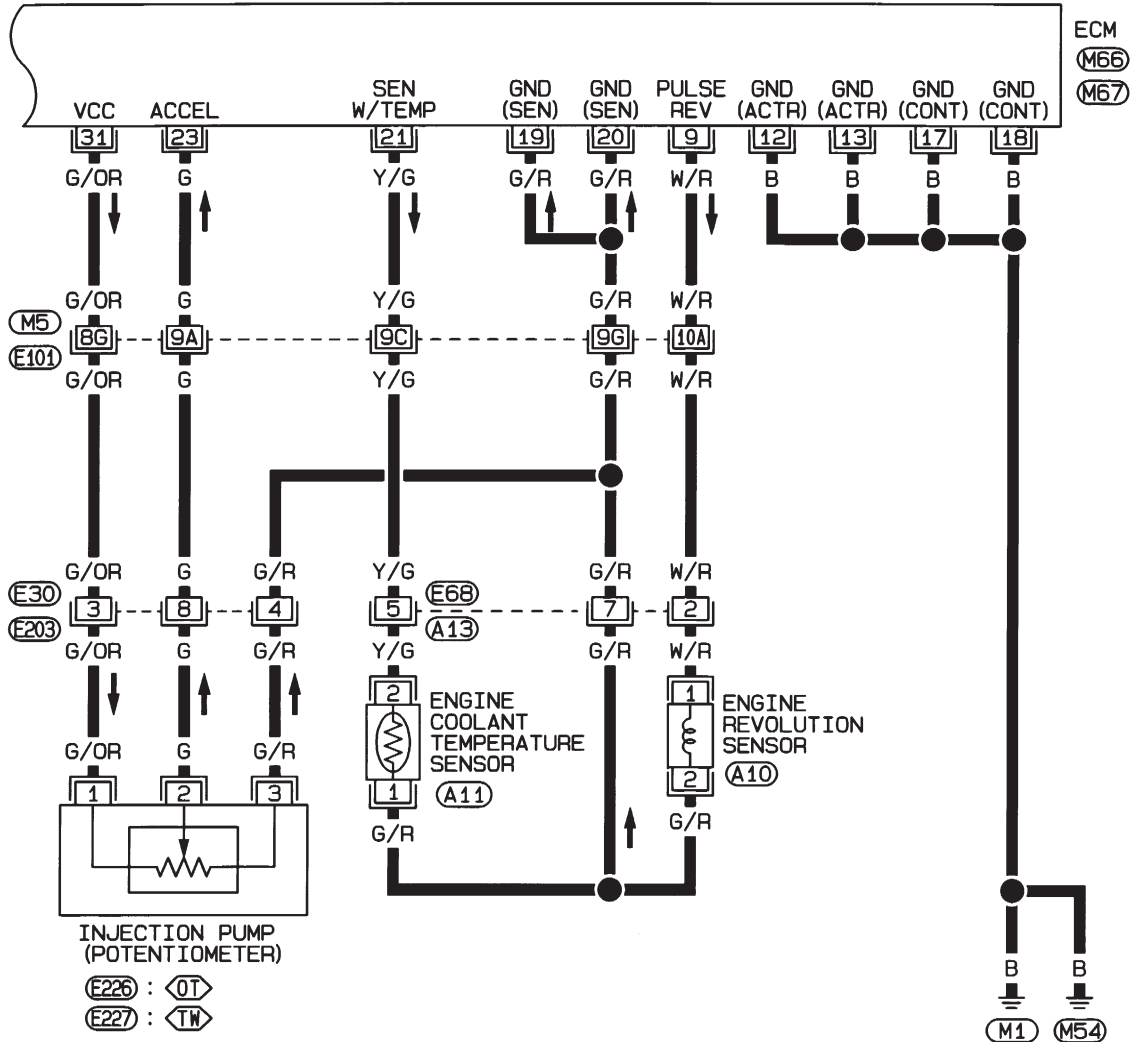 ECM
M66
M67
SEN GND GND PULSE GND GND GND GND
VCC ACCEL W/TEMP (SEN) (SEN) REV (ACTR) (ACTR) (CONT) (CONT)
31 23 21 19 20 9 12 13 17 18
G/OR G Y/G G/R G/R W/R B B B B
G/OR G Y/G G/R W/R
M5
8G 9A 9C 9G 10A
E101
G/OR G Y/G G/R W/R
G/OR G G/R Y/G G/R W/R
E30 E68
3 8 4 5 7 2
E203 A13
G/OR G G/R Y/G G/R W/R
2 ENGINE COOLANT TEMPERATURE SENSOR
A11
1 ENGINE REVOLUTION SENSOR
2 A10
G/OR G G/R
1 2 3 1
G/R G/R
INJECTION PUMP
(POTENTIOMETER)
E226 : OT
E227 : TW
B B
M1 M54